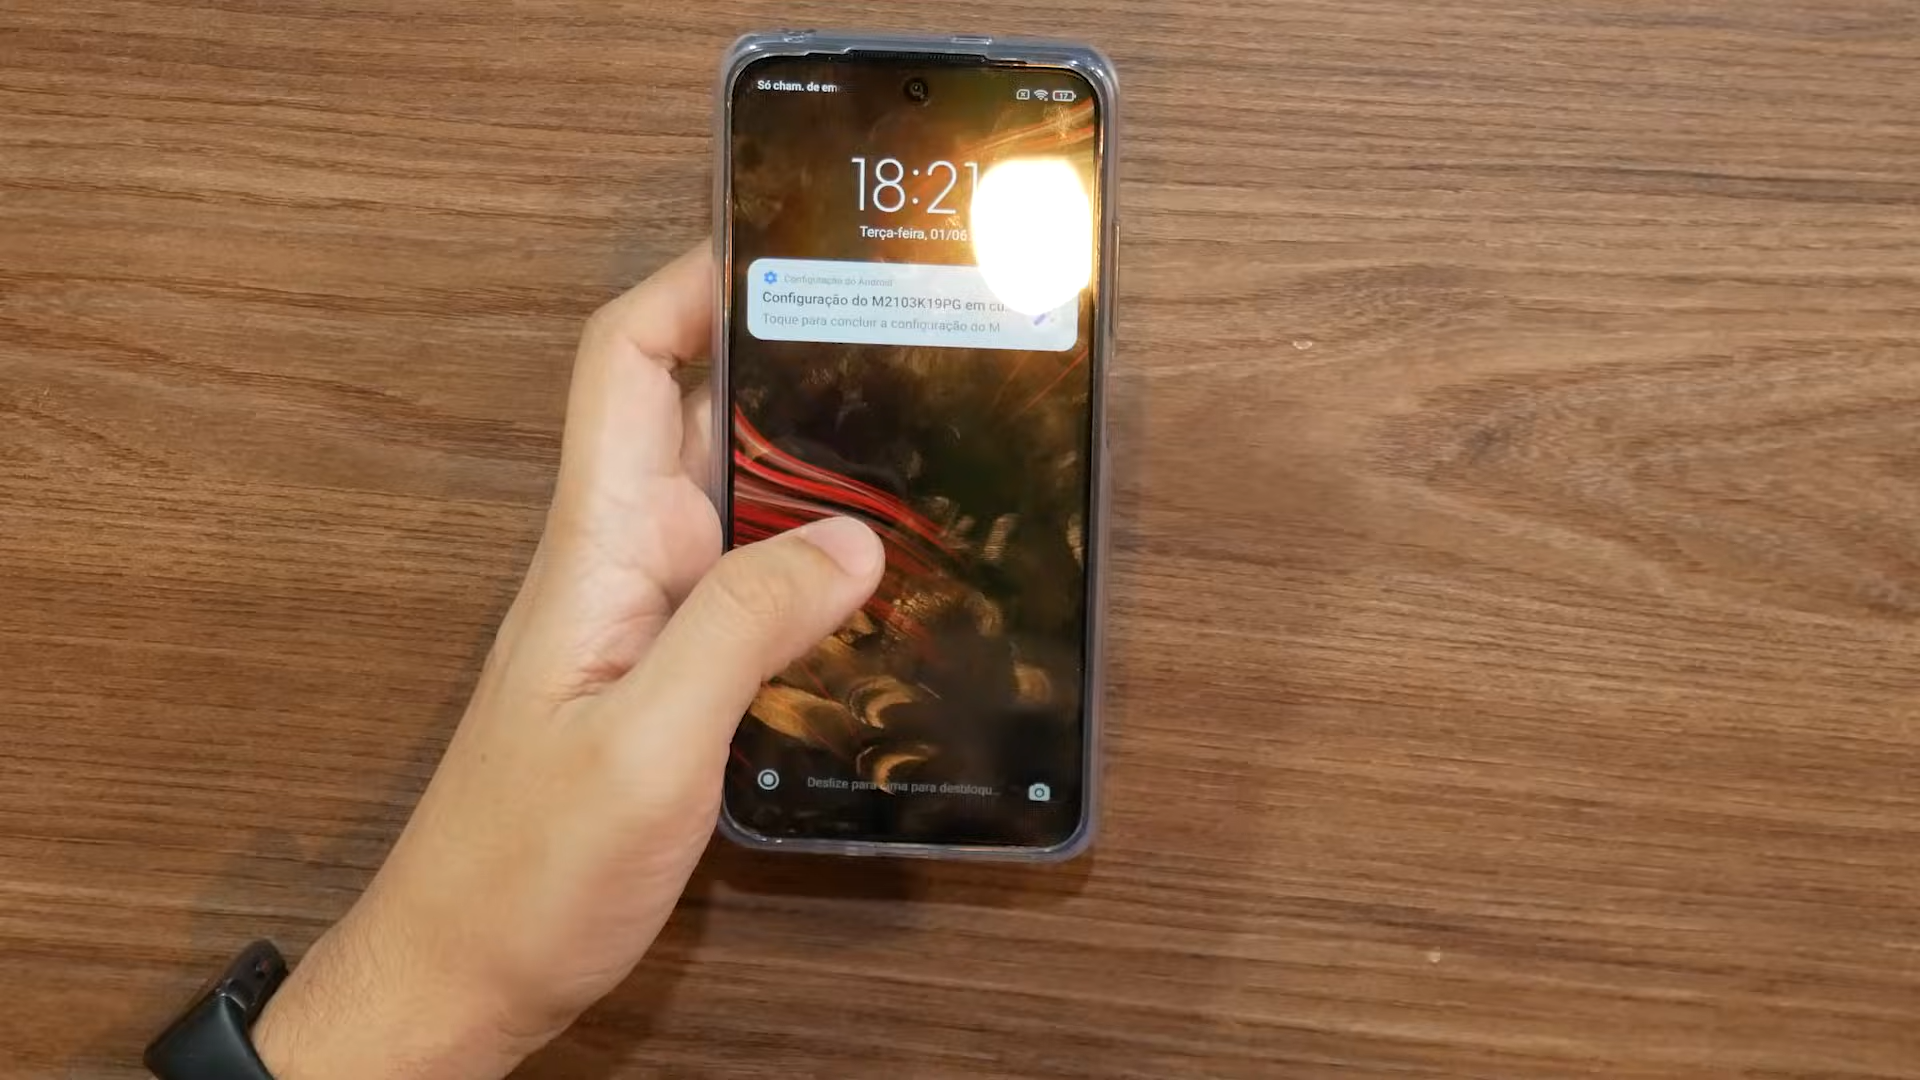 Só cham. de em
17
18:21
Terça-feira, 01/06
Configuração do Android
Configuração do M2103K19PG em cu...
Toque para concluir a configuração do M
Deslize para cima para desbloqu...